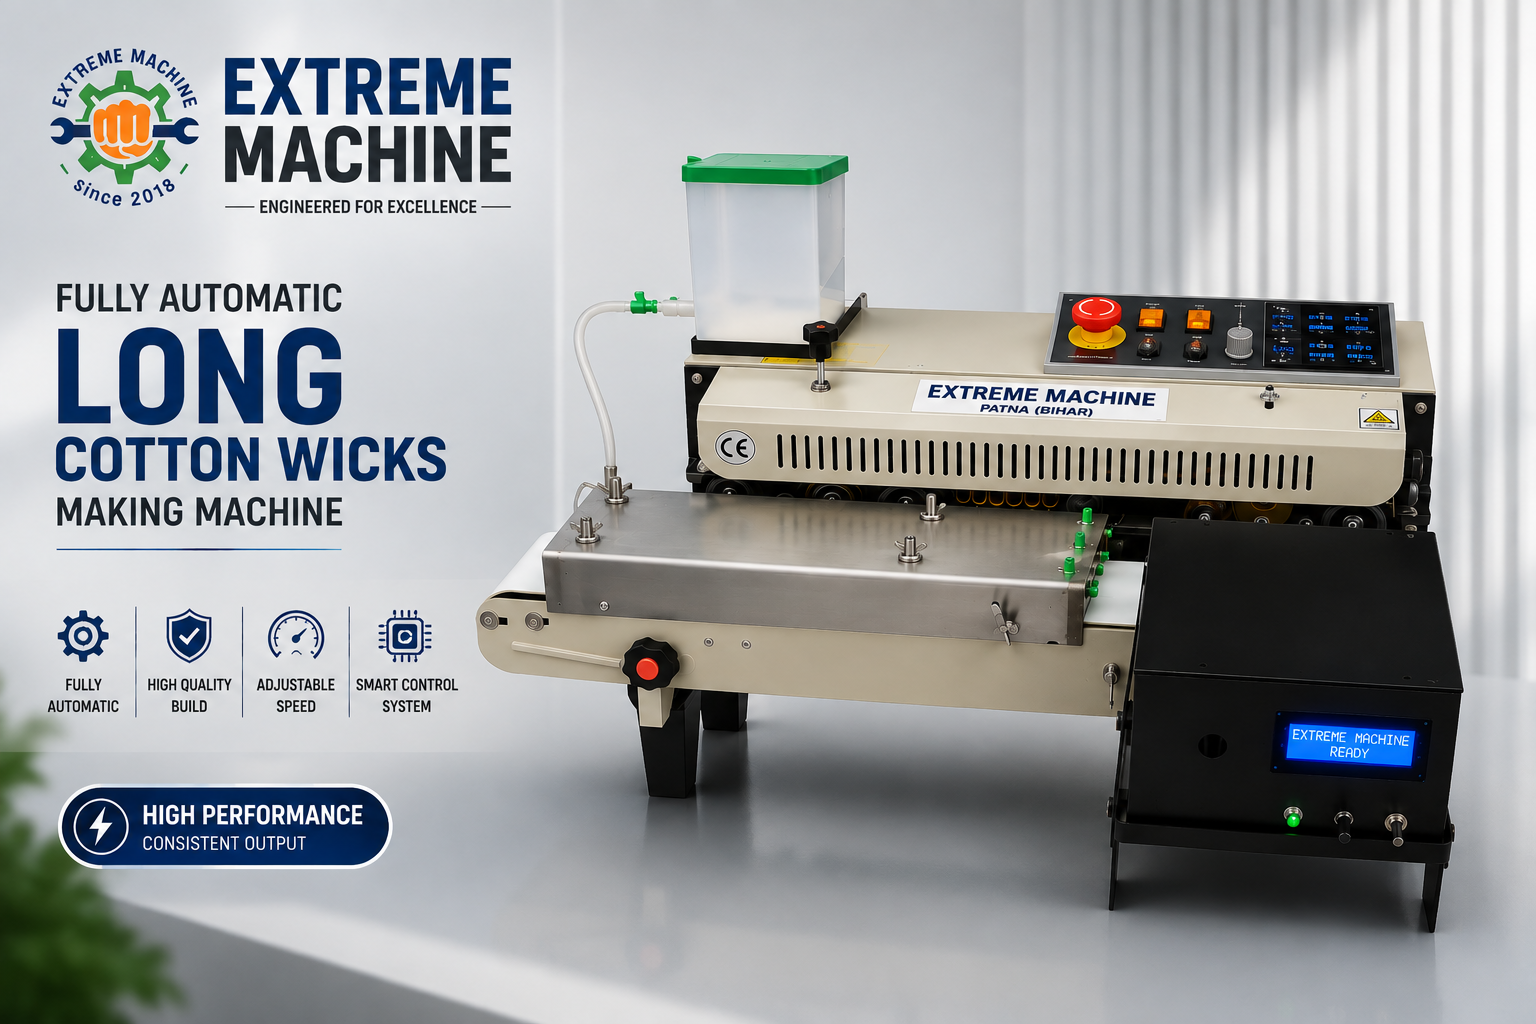 EXTREME MACHINE
since 2018
EXTREME
MACHINE
ENGINEERED FOR EXCELLENCE
FULLY AUTOMATIC
LONG
COTTON WICKS
MAKING MACHINE
FULLY
AUTOMATIC
HIGH QUALITY
BUILD
ADJUSTABLE
SPEED
SMART CONTROL
SYSTEM
HIGH PERFORMANCE
CONSISTENT OUTPUT
EXTREME MACHINE
PATNA (BIHAR)
CE
EXTREME MACHINE
READY